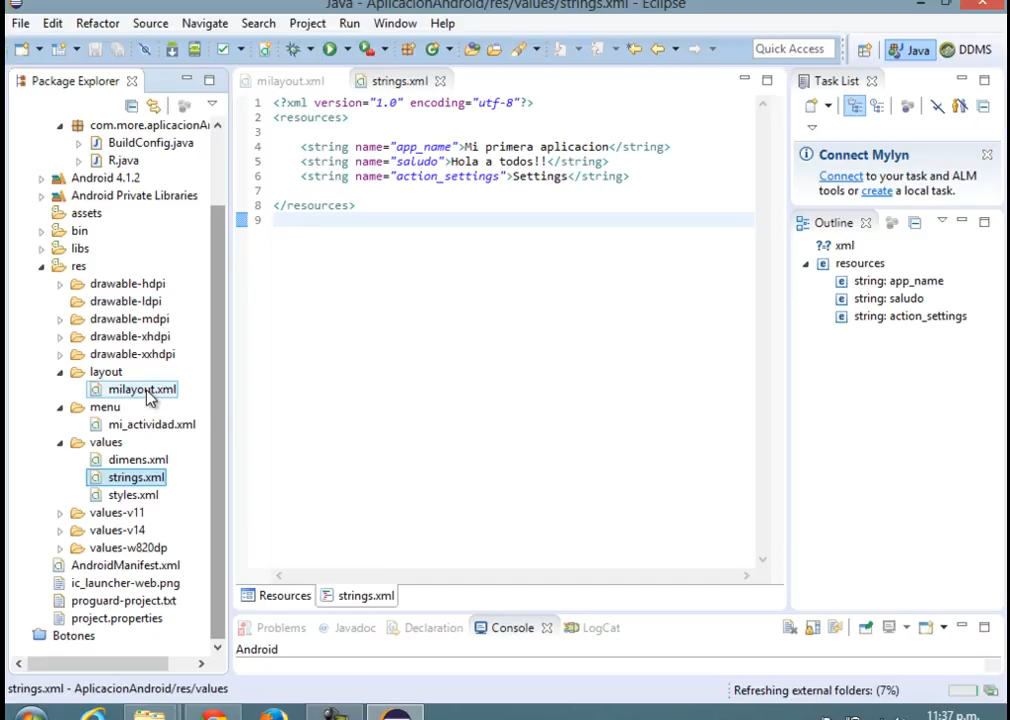 Java - AplicacionAndroid/res/values/strings.xml - Eclipse
File Edit Refactor Source Navigate Search Project Run Window Help
Quick Access Java DDMS
Package Explorer
com.more.aplicacionAr
BuildConfig.java
R.java
Android 4.1.2
Android Private Libraries
assets
bin
libs
res
drawable-hdpi
drawable-ldpi
drawable-mdpi
drawable-xhdpi
drawable-xxhdpi
layout
milayout.xml
menu
mi_actividad.xml
values
dimens.xml
strings.xml
styles.xml
values-v11
values-v14
values-w820dp
AndroidManifest.xml
ic_launcher-web.png
proguard-project.txt
project.properties
Botones
milayout.xml strings.xml
1 <?xml version="1.0" encoding="utf-8"?>
2 <resources>
3
4 <string name="app_name">Mi primera aplicacion</string>
5 <string name="saludo">Hola a todos!!</string>
6 <string name="action_settings">Settings</string>
7
8 </resources>
9
Resources strings.xml
Task List
Connect Mylyn
Connect to your task and ALM
tools or create a local task.
Outline
xml
resources
string: app_name
string: saludo
string: action_settings
Problems Javadoc Declaration Console LogCat
Android
strings.xml - AplicacionAndroid/res/values
Refreshing external folders: (7%)
11:37 p.m.